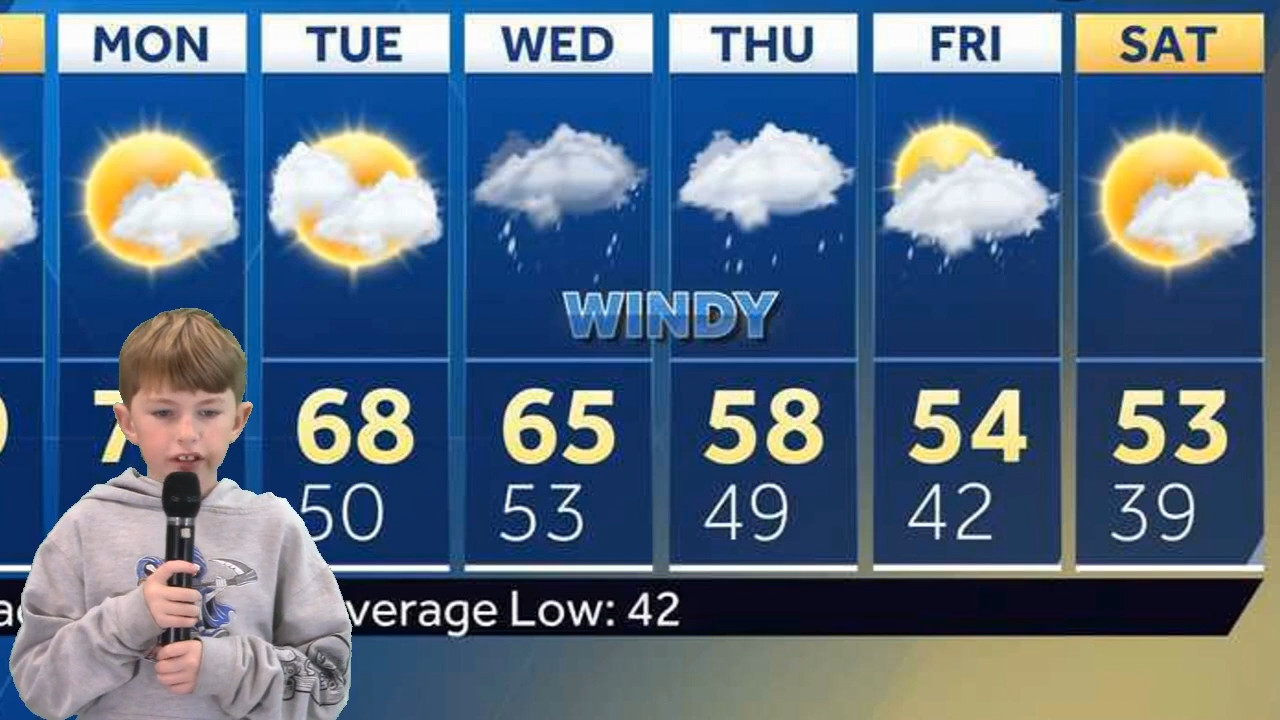 MON TUE WED THU FRI SAT
WINDY
68 65 58 54 53
50 53 49 42 39
verage Low: 42